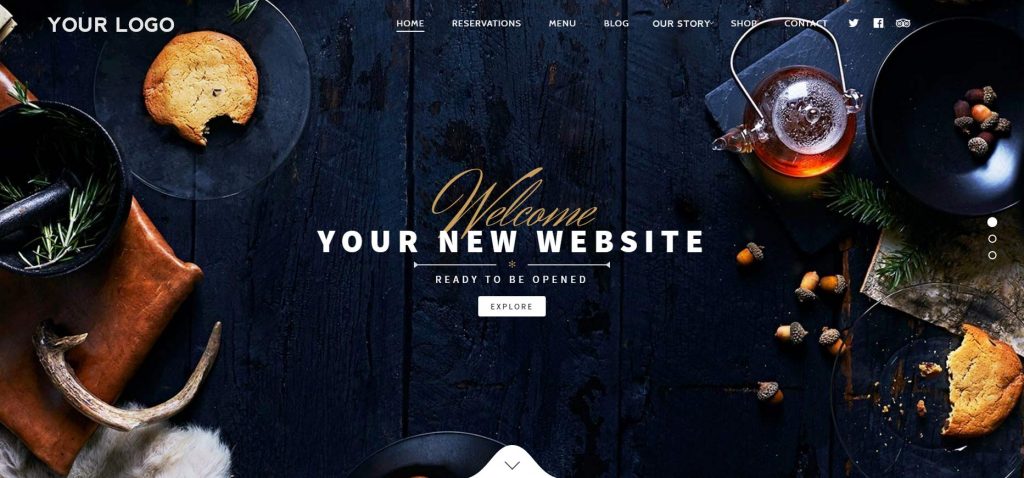 YOUR LOGO
HOME RESERVATIONS MENU BLOG OUR STORY SHOP CONTACT
Welcome
YOUR NEW WEBSITE
READY TO BE OPENED
EXPLORE